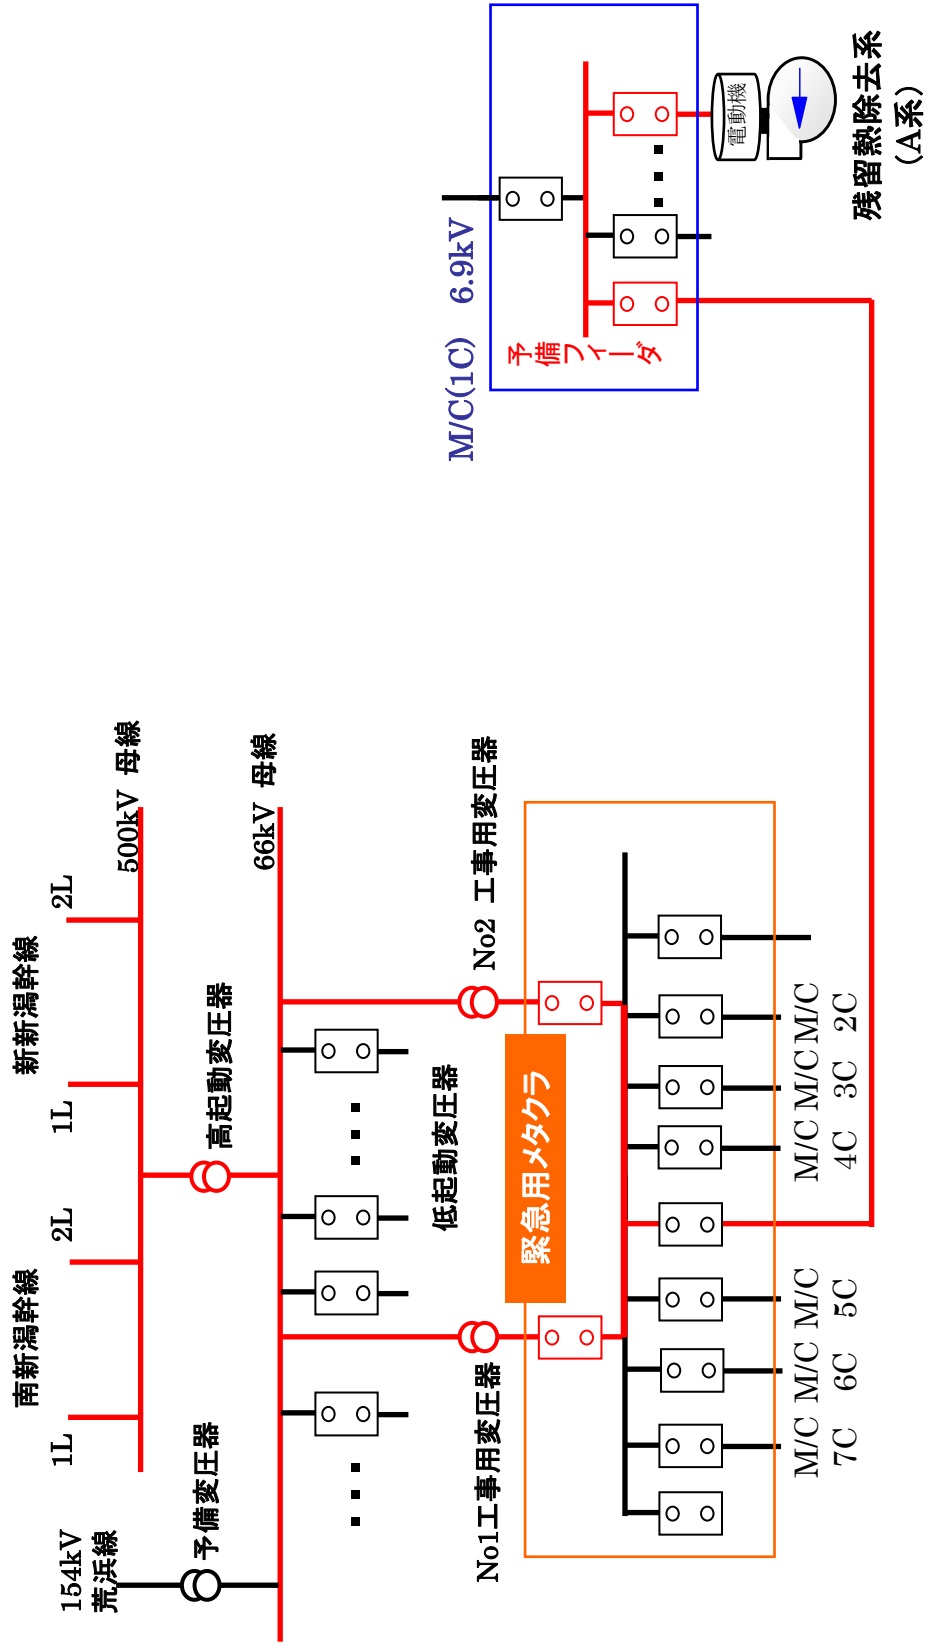 154kV
荒浜線
予備変圧器
南新潟幹線
1L
2L
新新潟幹線
1L
2L
高起動変圧器
500kV 母線
66kV 母線
低起動変圧器
No1工事用変圧器
No2 工事用変圧器
緊急用メタクラ
M/C
7C
M/C
6C
M/C
5C
M/C
4C
M/C
3C
M/C
2C
M/C(1C) 6.9kV
予備フィーダ
電動機
残留熱除去系
(A系)